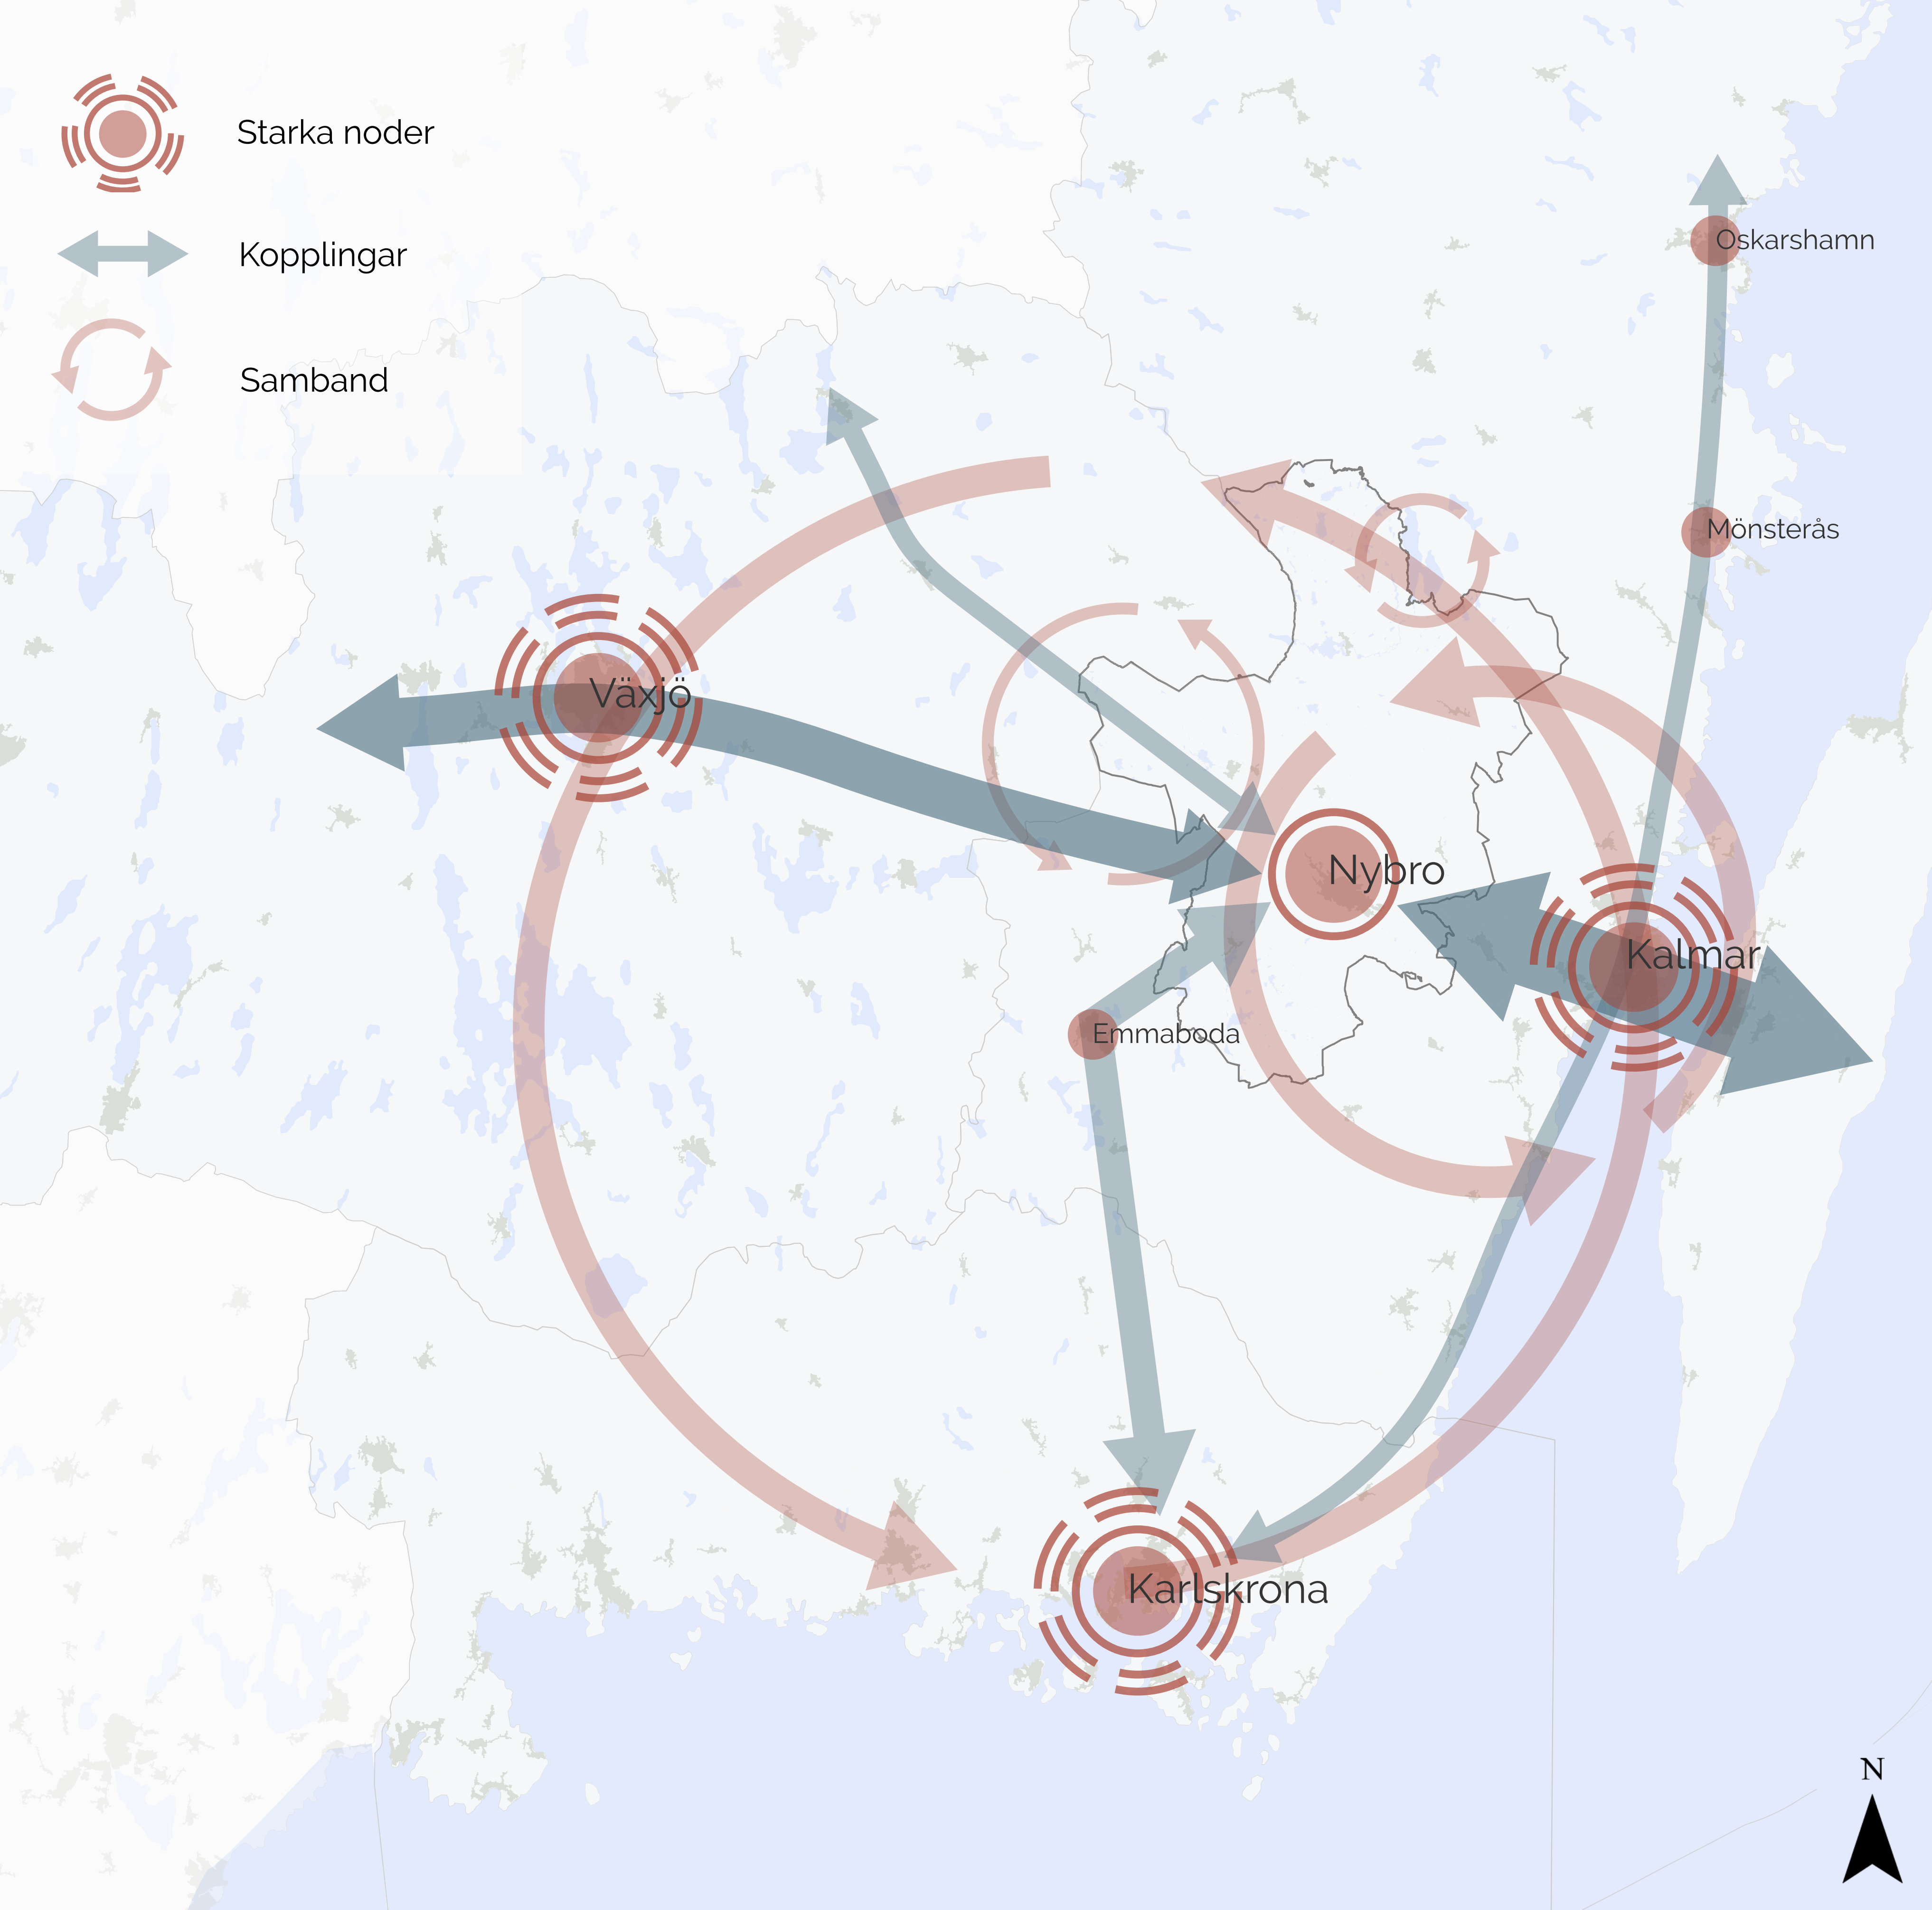 Starka noder
Kopplingar
Samband
Oskarshamn
Mönsterås
Växjö
Nybro
Kalmar
Emmaboda
Karlskrona
N